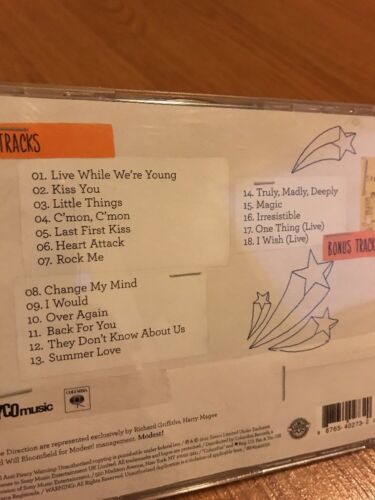 TRACKS
01. Live While We're Young
02. Kiss You
03. Little Things
04. C'mon, C'mon
05. Last First Kiss
06. Heart Attack
07. Rock Me
08. Change My Mind
09. I Would
10. Over Again
11. Back For You
12. They Don't Know About Us
13. Summer Love
14. Truly, Madly, Deeply
15. Magic
16. Irresistible
17. One Thing (Live)
18. I Wish (Live)
BONUS TRACK
YCO music
COLUMBIA
e Direction are represented exclusively by Richard Griffiths, Harry Magee
d Will Bloomfield for Modest! management. Modest!
8765-40273-2